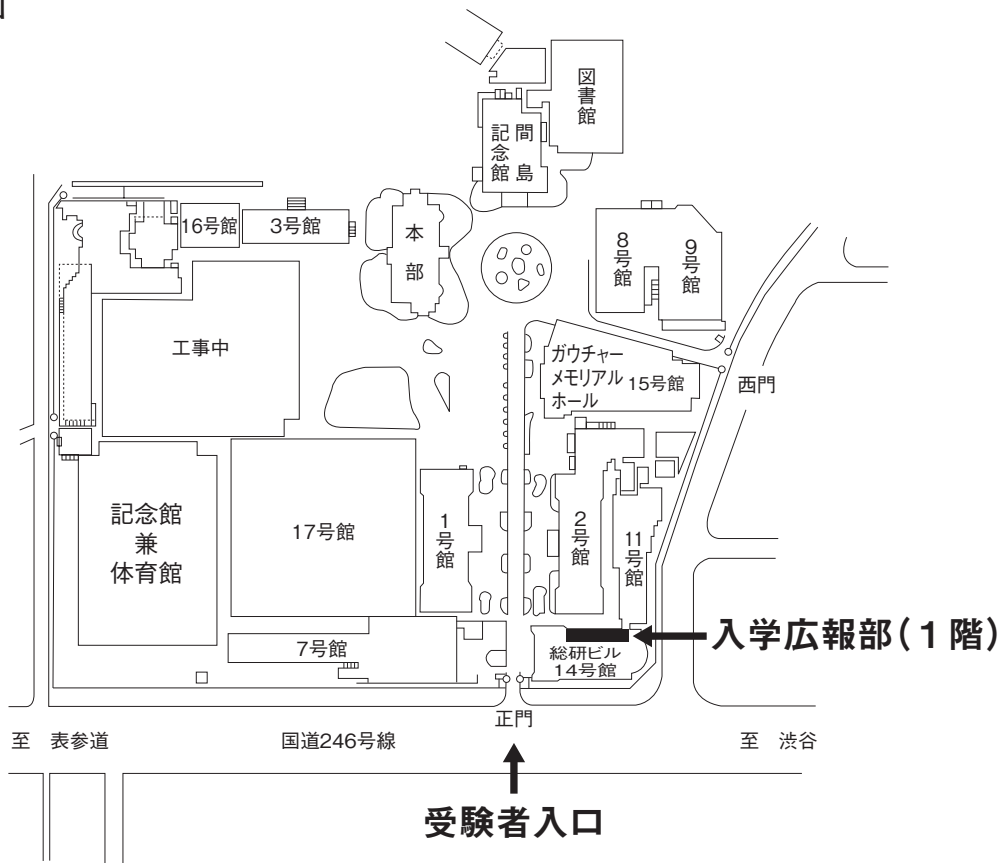 図書館
間島
記念館
16号館
3号館
本部
8号館
9号館
工事中
ガウチャー
メモリアル
ホール
15号館
西門
記念館
兼
体育館
17号館
1号館
2号館
11号館
7号館
総研ビル
14号館
入学広報部(1階)
正門
至 表参道
国道246号線
至 渋谷
受験者入口